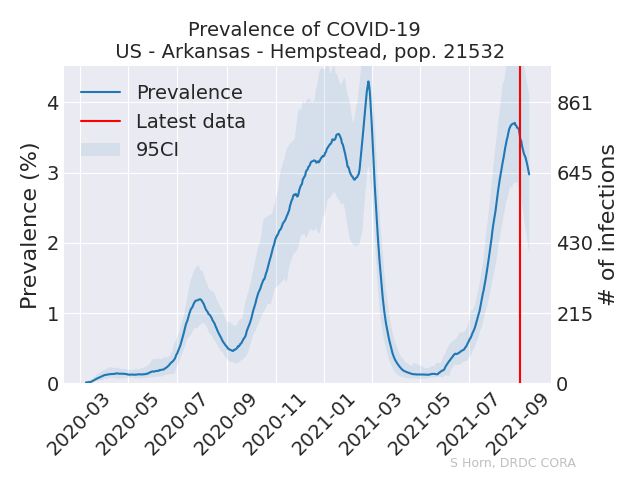 Prevalence of COVID-19
US - Arkansas - Hempstead, pop. 21532
Prevalence
Latest data
95CI
Prevalence (%)
4
3
2
1
0
# of infections
861
645
430
215
0
2020-03
2020-05
2020-07
2020-09
2020-11
2021-01
2021-03
2021-05
2021-07
2021-09
S Horn, DRDC CORA